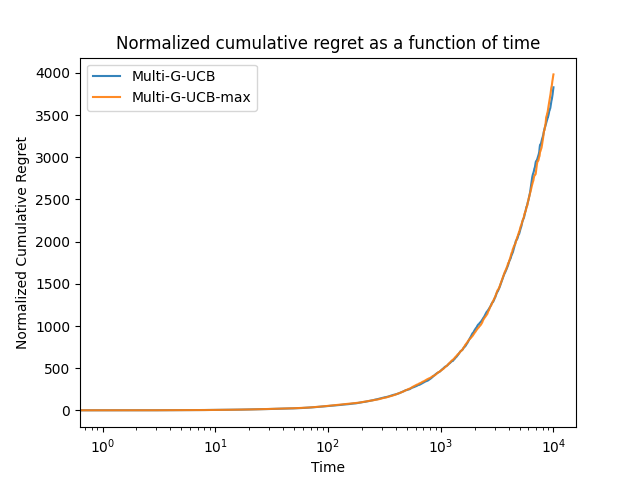 Normalized cumulative regret as a function of time
Multi-G-UCB
Multi-G-UCB-max
Normalized Cumulative Regret
4000
3500
3000
2500
2000
1500
1000
500
0
10⁰ 10¹ 10² 10³ 10⁴
Time